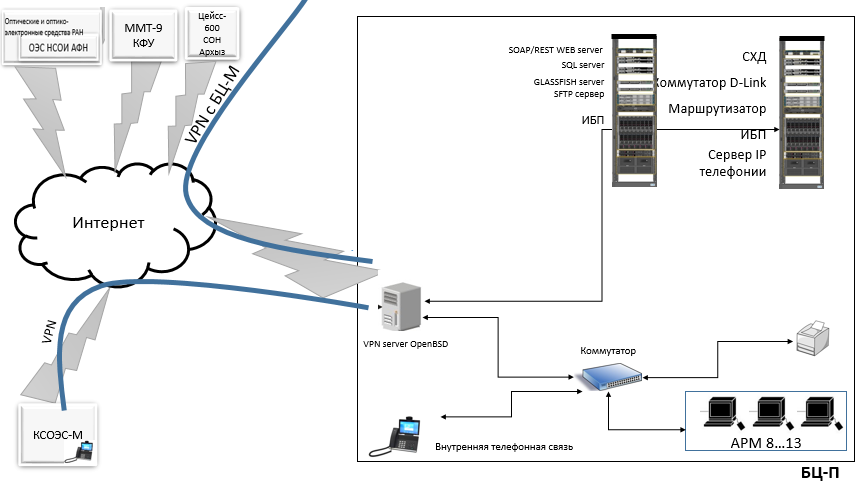 Оптические и оптико-
электронные средства РАН
ОЭС НСОИ АФН
ММТ-9
КФУ
Цейсс-
600
СОН
Архыз
VPN с БЦ-М
Интернет
VPN
КСОЭС-М
SOAP/REST WEB server
SQL server
GLASSFISH server
SFTP сервер
ИБП
СХД
Коммутатор D-Link
Маршрутизатор
ИБП
Сервер IP
телефонии
VPN server OpenBSD
Коммутатор
Внутренняя телефонная связь
АРМ 8...13
БЦ-П